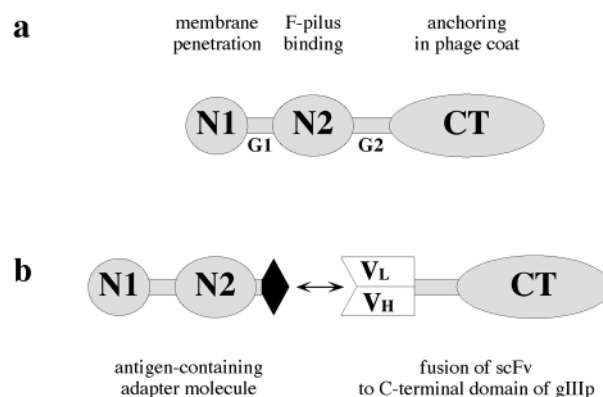 a
membrane penetration
F-pilus binding
anchoring in phage coat
N1
G1
N2
G2
CT
b
N1
N2
VL
VH
CT
antigen-containing
adapter molecule
fusion of scFv
to C-terminal domain of gIIIp